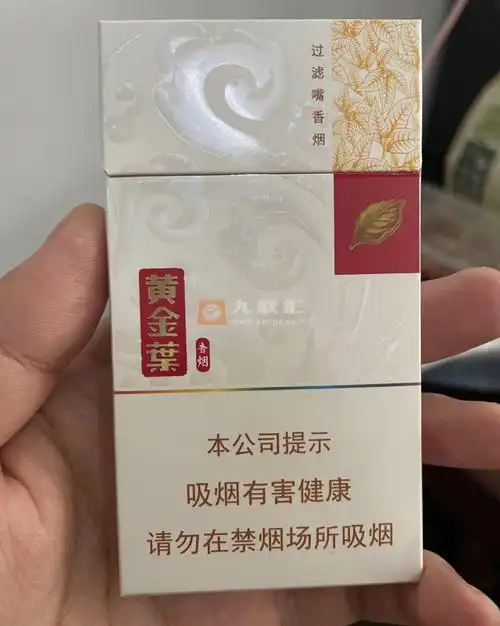 过滤嘴香烟
黄金葉
香烟
九联汇
本公司提示
吸烟有害健康
请勿在禁烟场所吸烟